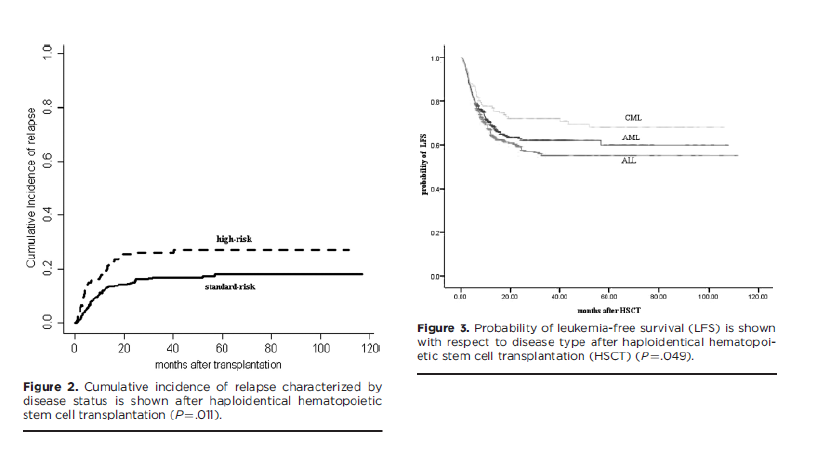 1.0
0.8
0.6
0.4
0.2
0.0
Cumulative Incidence of relapse
high-risk
standard-risk
0 20 40 60 80 100 120
months after transplantation
Figure 2. Cumulative incidence of relapse characterized by
disease status is shown after haploidentical hematopoietic
stem cell transplantation (P=.011).
1.0
0.8
0.6
0.4
0.2
0.0
probability of LFS
CML
AML
ALL
0.00 20.00 40.00 60.00 80.00 100.00 120.00
months after HSCT
Figure 3. Probability of leukemia-free survival (LFS) is shown
with respect to disease type after haploidentical hematopoi-
etic stem cell transplantation (HSCT) (P=.049).